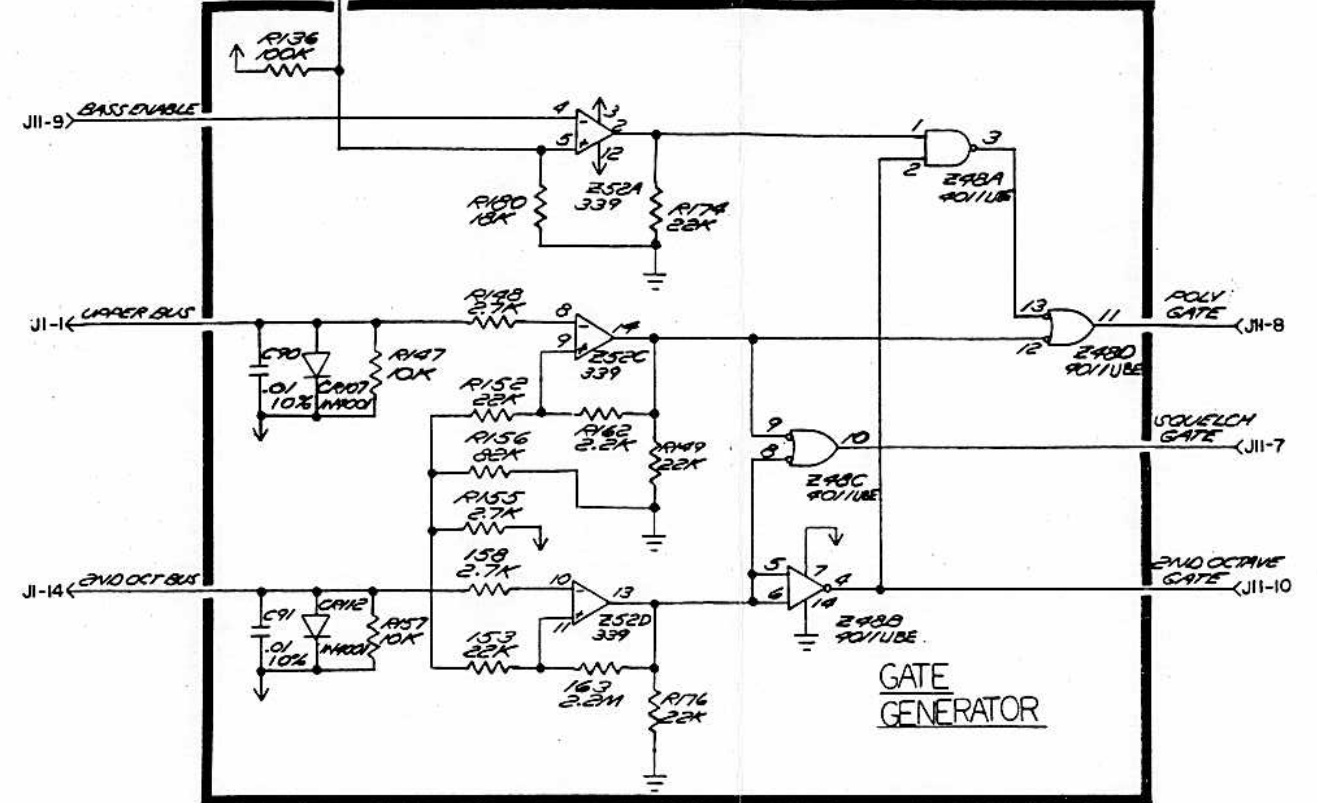 R136
100K
J11-9
BASS ENABLE
4
3
2
5
12
Z52A
339
R180
18K
R174
22K
1
2
3
Z48A
4011UBE
J1-1
UPPER BUS
R148
2.7K
8
14
9
Z52C
339
13
11
12
Z48D
4011UBE
POLY
GATE
J11-8
C90
.01
10%
CR107
1N4001
R147
10K
R152
22K
R162
2.2K
R156
82K
R149
22K
R155
2.7K
9
8
10
Z48C
4011UBE
SQUELCH
GATE
J11-7
J1-14
2ND OCT BUS
158
2.7K
10
13
11
Z52D
339
5
6
7
4
14
Z48B
4011UBE
2ND OCTAVE
GATE
J11-10
C91
.01
10%
CR112
1N4001
R157
10K
153
22K
163
2.2M
R176
22K
GATE
GENERATOR